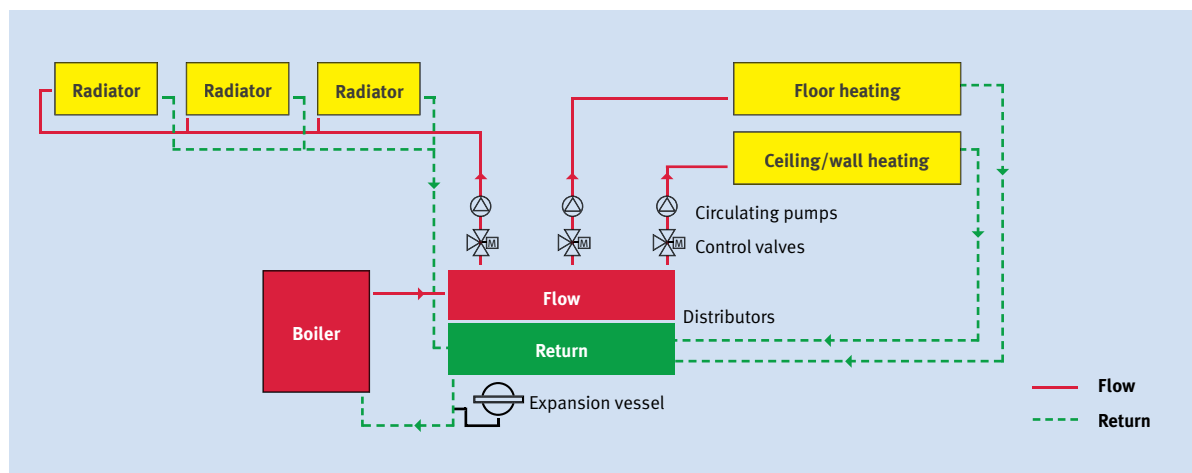 Radiator
Radiator
Radiator
Floor heating
Ceiling/wall heating
Circulating pumps
M
M
M
Control valves
Boiler
Flow
Distributors
Return
Expansion vessel
Flow
Return